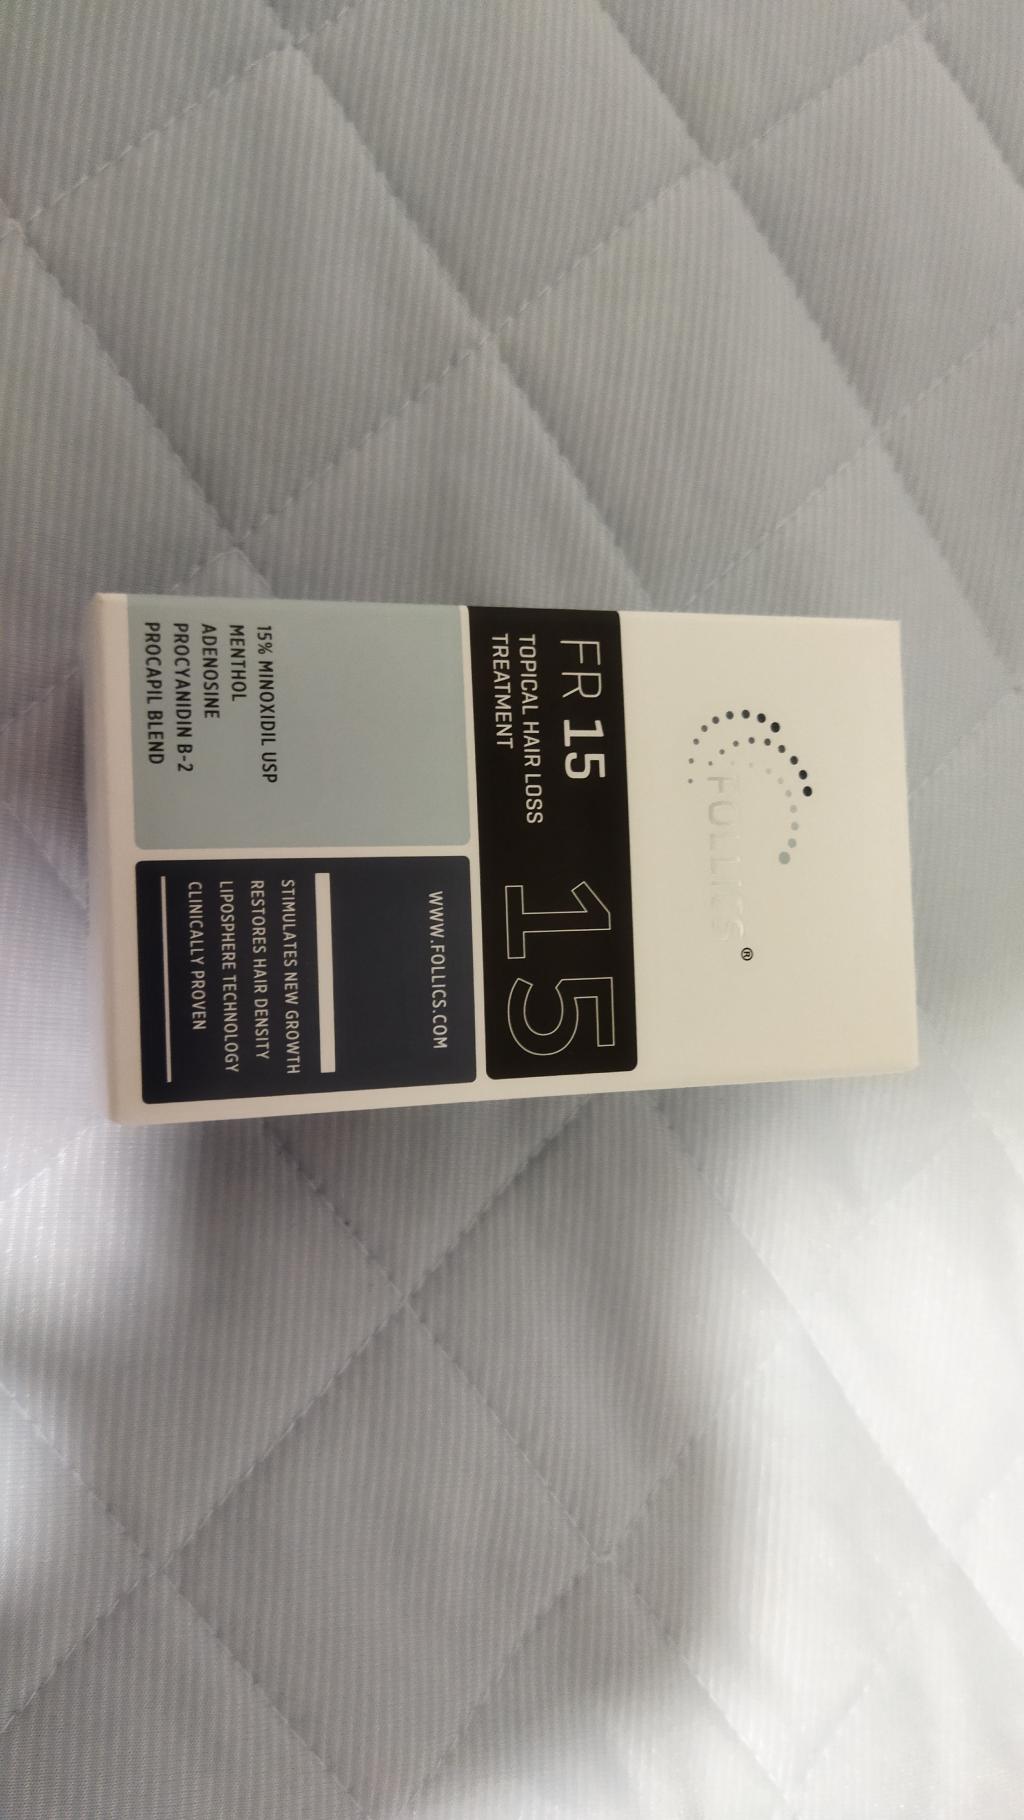 FOLLICS®
FR 15
TOPICAL HAIR LOSS
TREATMENT
15
15% MINOXIDIL USP
MENTHOL
ADENOSINE
PROCYANIDIN B-2
PROCAPIL BLEND
WWW.FOLLICS.COM
STIMULATES NEW GROWTH
RESTORES HAIR DENSITY
LIPOSPHERE TECHNOLOGY
CLINICALLY PROVEN